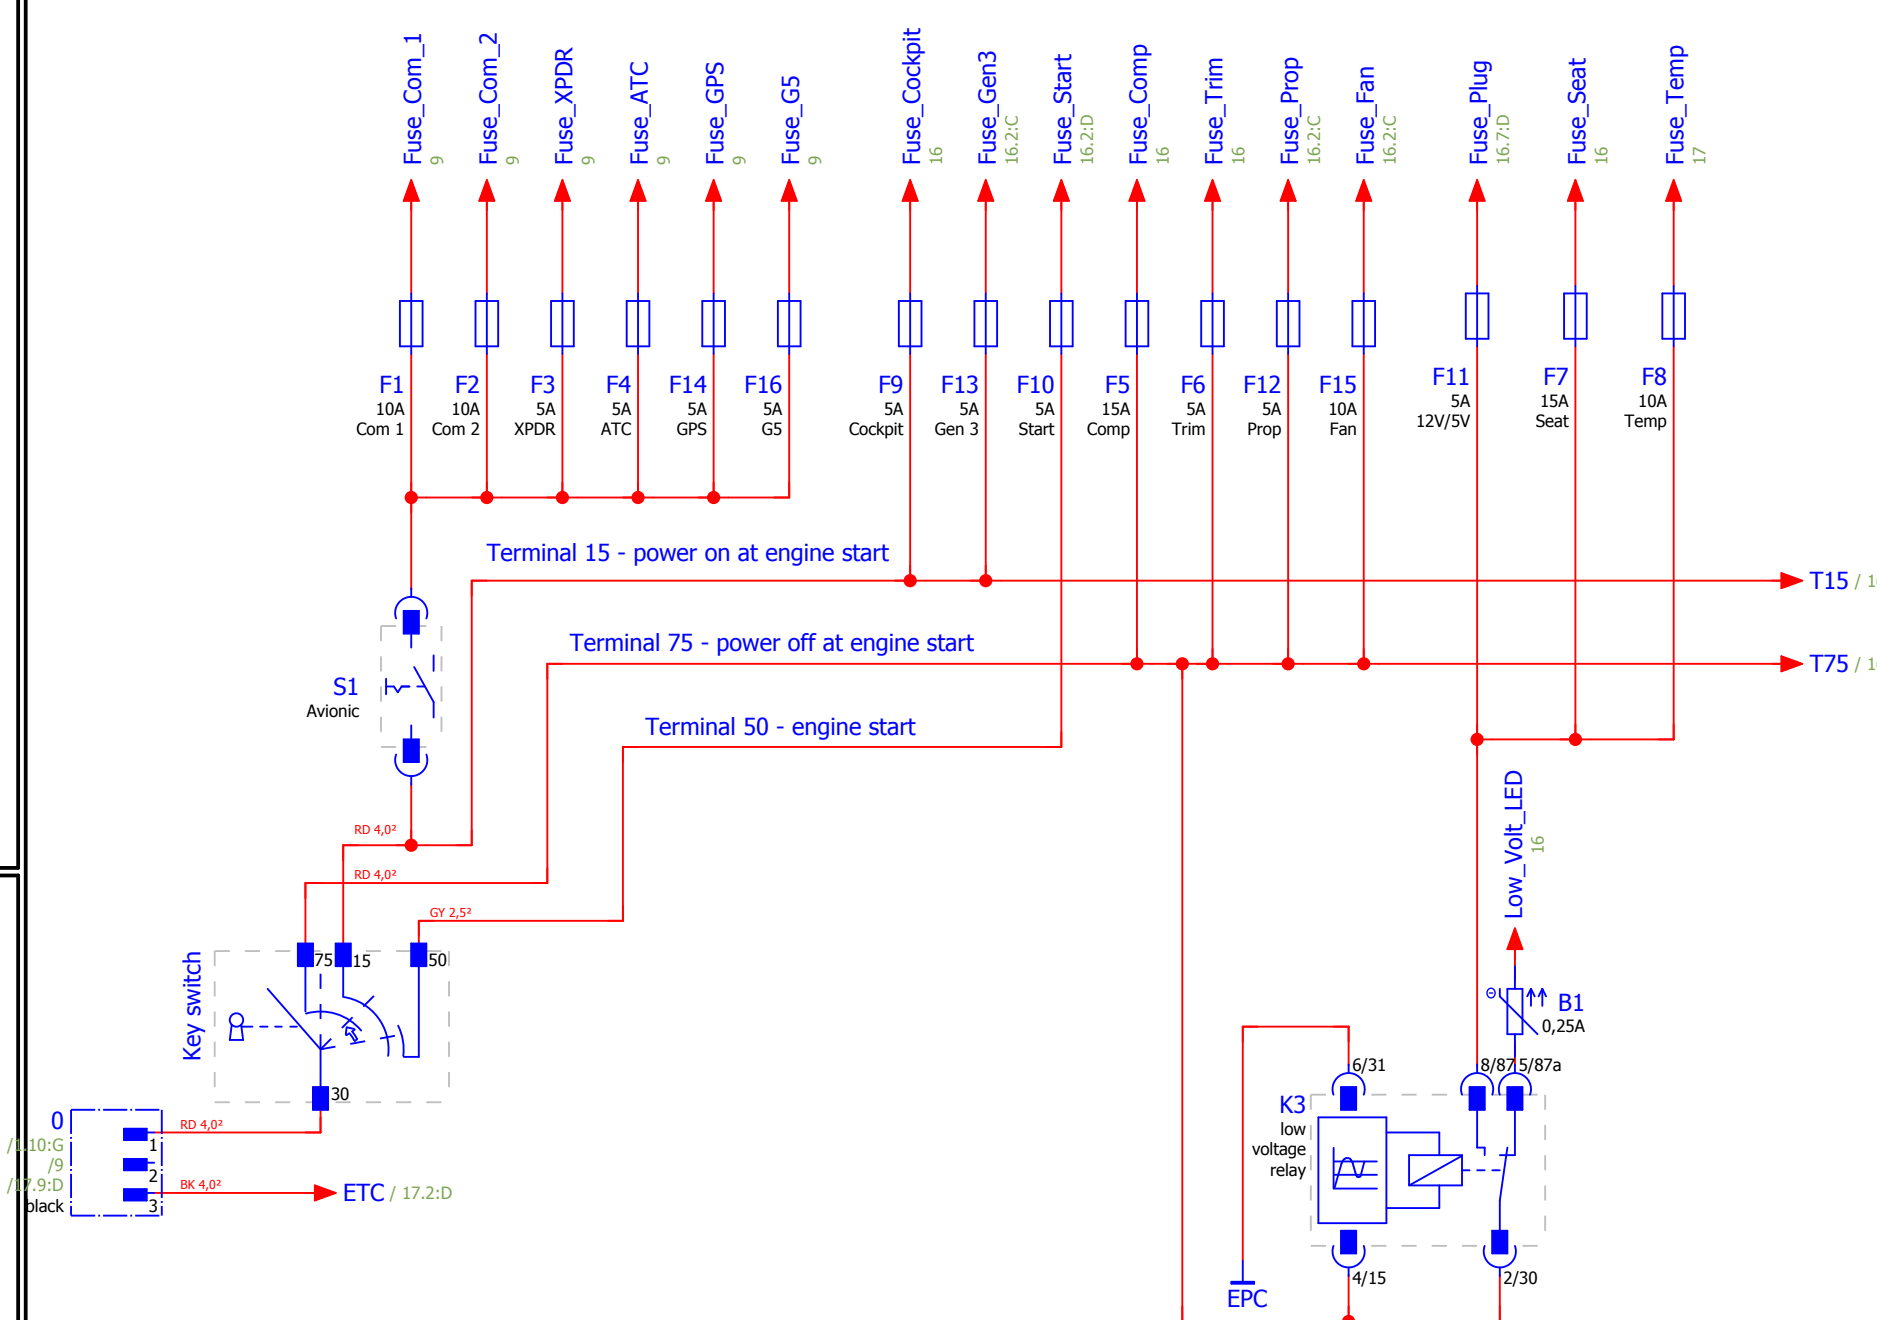 Fuse_Com_1
9
Fuse_Com_2
9
Fuse_XPDR
9
Fuse_ATC
9
Fuse_GPS
9
Fuse_G5
9
Fuse_Cockpit
16
Fuse_Gen3
16.2:C
Fuse_Start
16.2:D
Fuse_Comp
16
Fuse_Trim
16
Fuse_Prop
16.2:C
Fuse_Fan
16.2:C
Fuse_Plug
16.7:D
Fuse_Seat
16
Fuse_Temp
17
F1
10A
Com 1
F2
10A
Com 2
F3
5A
XPDR
F4
5A
ATC
F14
5A
GPS
F16
5A
G5
F9
5A
Cockpit
F13
5A
Gen 3
F10
5A
Start
F5
15A
Comp
F6
5A
Trim
F12
5A
Prop
F15
10A
Fan
F11
5A
12V/5V
F7
15A
Seat
F8
10A
Temp
Terminal 15 - power on at engine start
T15 /
Terminal 75 - power off at engine start
T75 /
S1
Avionic
Terminal 50 - engine start
RD 4,0²
RD 4,0²
GY 2,5²
Low_Volt_LED
16
Key switch
75
15
50
30
B1
0,25A
6/31
8/87
5/87a
K3
low
voltage
relay
4/15
2/30
EPC
0
/1.10:G
/9
/17.9:D
black
1
2
3
RD 4,0²
BK 4,0²
ETC / 17.2:D